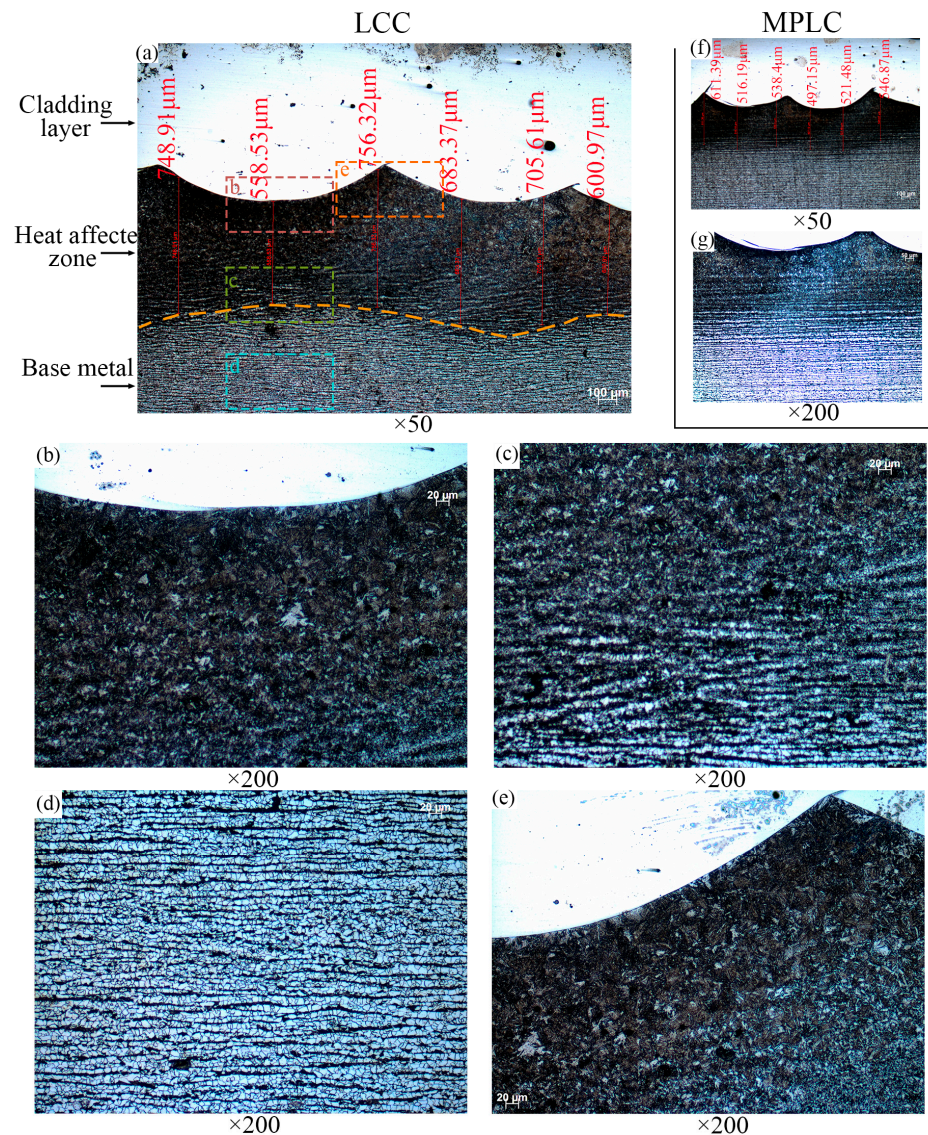 LCC
MPLC
(a)
Cladding
layer
Heat affecte
zone
Base metal
748.91µm
558.53µm
756.32µm
683.37µm
705.61µm
600.97µm
b
e
c
d
100 µm
×50
(f)
611.39µm
516.19µm
538.4µm
497.15µm
521.48µm
546.87µm
100 µm
×50
(g)
50 µm
×200
(b)
20 µm
×200
(c)
20 µm
×200
(d)
20 µm
×200
(e)
20 µm
×200